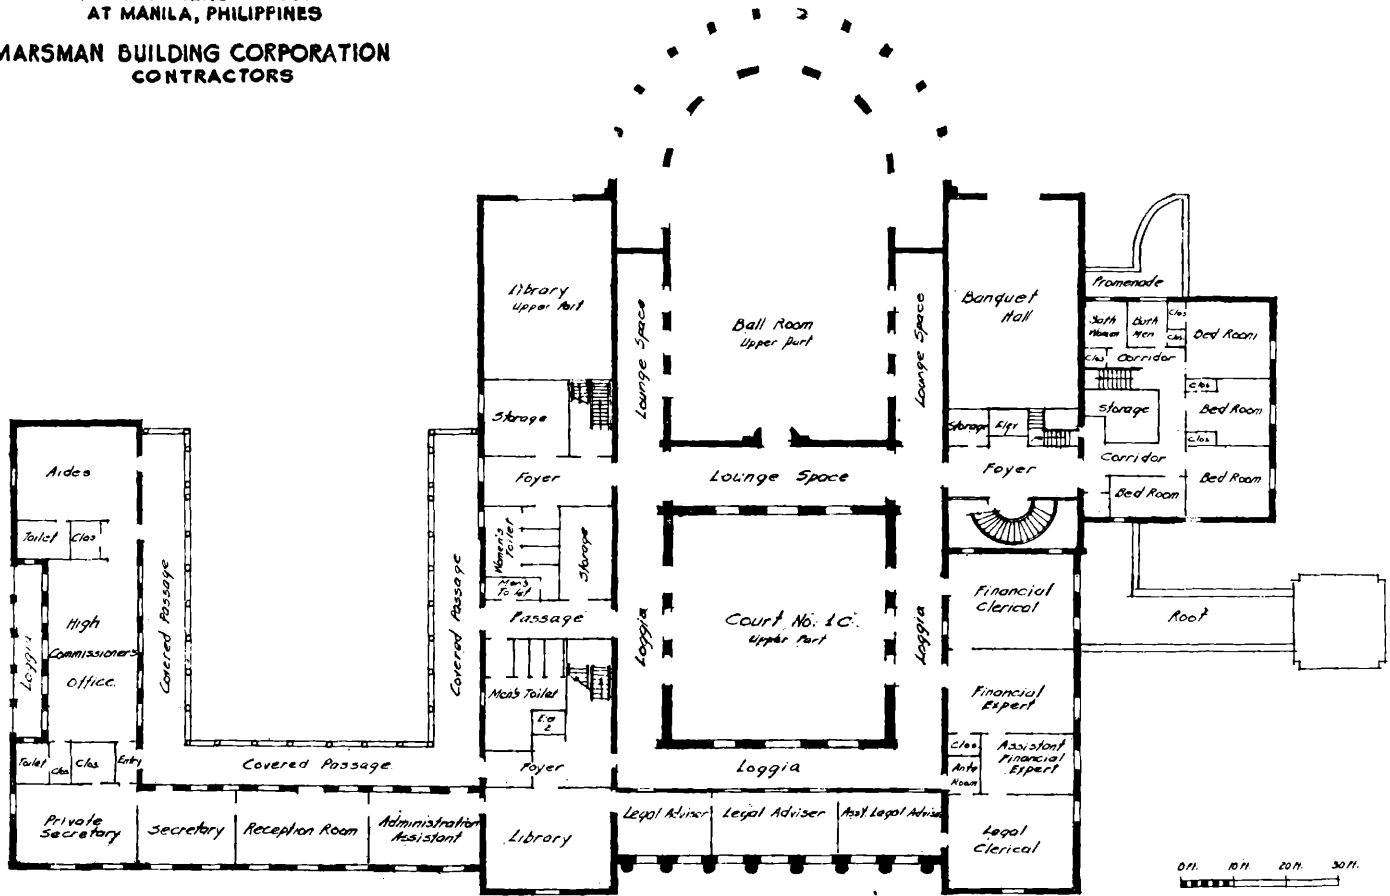 AT MANILA, PHILIPPINES
MARSMAN BUILDING CORPORATION
CONTRACTORS
Library
Upper Part
Lounge Space
Ball Room
Upper Part
Lounge Space
Banquet
Hall
Promenade
Bath
Women
Bath
Men
Clos
Clos
Bed Room
Clos
Corridor
Clos
Storage
Bed Room
Clos
Storage
Storage
Elev
Foyer
Lounge Space
Foyer
Corridor
Bed Room
Bed Room
Aides
Toilet
Clos
Covered Passage
Covered Passage
Women's
Toilet
Men's
Toilet
Storage
Passage
Loggia
Court No.
Upper Part
Loggia
Financial
Clerical
Roof
Loggia
High
Commissioners
Office
Men's Toilet
Financial
Expert
Toilet
Clos
Clos
Entry
Covered Passage
Foyer
Loggia
Clos
Ante
Room
Assistant
Financial
Expert
Private
Secretary
Secretary
Reception Room
Administration
Assistant
Library
Legal Adviser
Legal Adviser
Asst. Legal Advise
Legal
Clerical
0 Ft. 10 Ft. 20 Ft. 30 Ft.